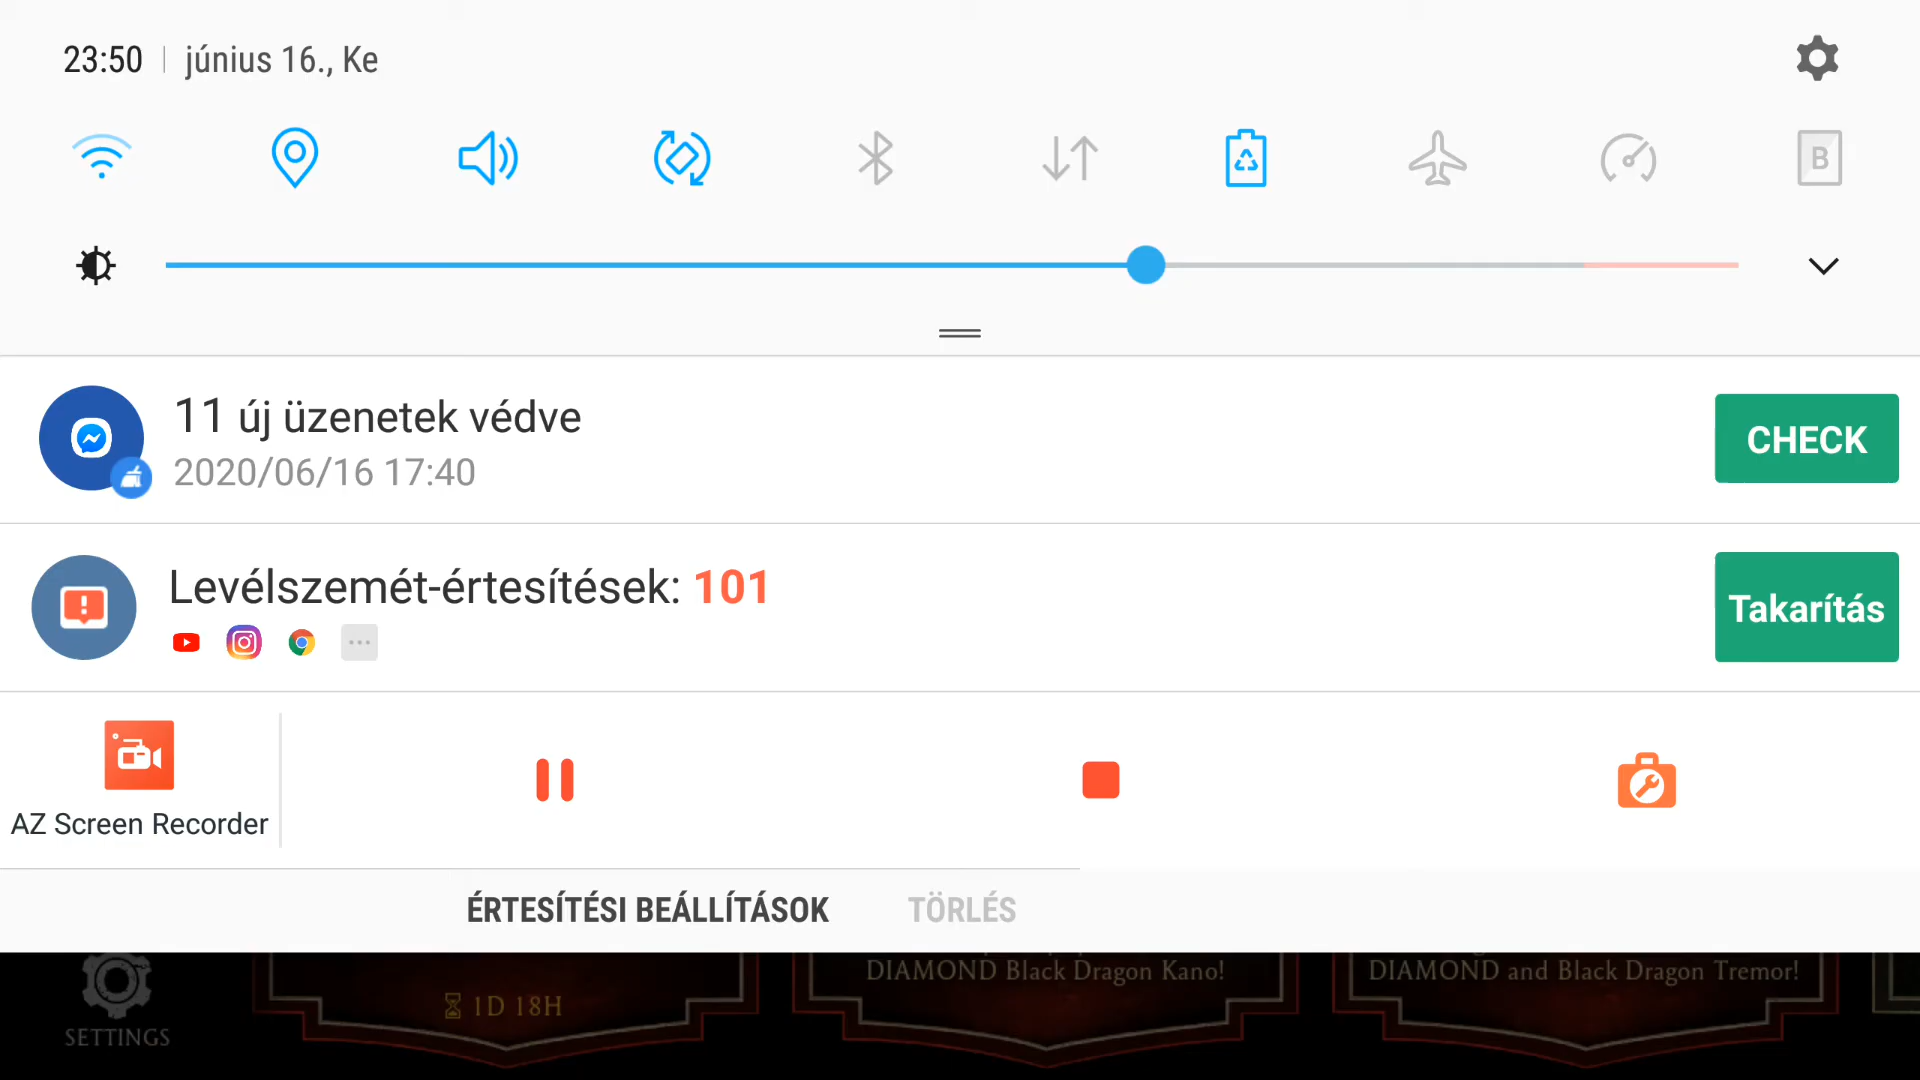 23:50 | június 16., Ke
B
11 új üzenetek védve
2020/06/16 17:40
CHECK
Levélszemét-értesítések: 101
Takarítás
AZ Screen Recorder
ÉRTESÍTÉSI BEÁLLÍTÁSOK
TÖRLÉS
DIAMOND Black Dragon Kano!
DIAMOND and Black Dragon Tremor!
1D 18H
SETTINGS